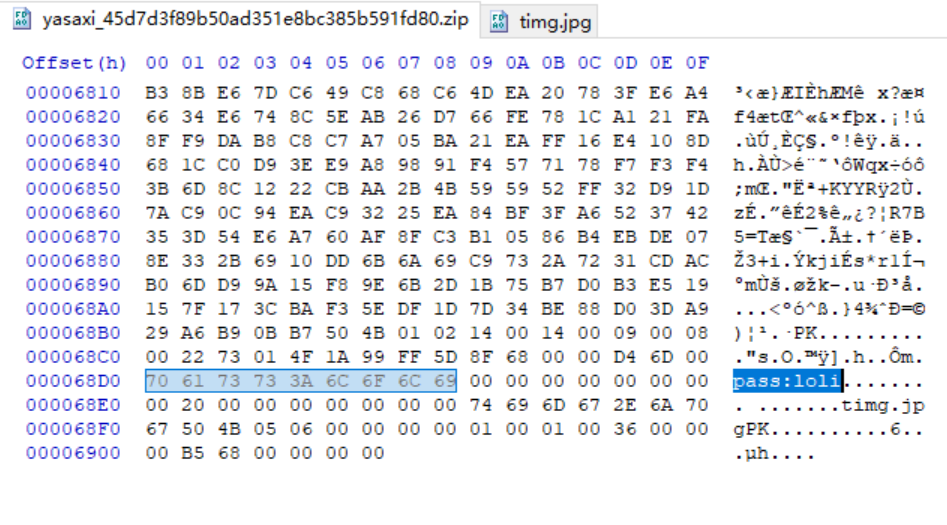 yasaxi_45d7d3f89b50ad351e8bc385b591fd80.zip timg.jpg
Offset(h) 00 01 02 03 04 05 06 07 08 09 0A 0B 0C 0D 0E 0F
00006810 B3 8B E6 7D C6 49 C8 68 C6 4D EA 20 78 3F E6 A4 ³‹æ}ÆIÈhÆMê x?æ¤
00006820 66 34 E6 74 8C 5E AB 26 D7 66 FE 78 1C A1 21 FA f4ætŒ^«&×fþx.¡!ú
00006830 8F F9 DA B8 C8 C7 A7 05 BA 21 EA FF 16 E4 10 8D .ùÚ¸ÈÇ§.º!êÿ.ä..
00006840 68 1C C0 D9 3E E9 A8 98 91 F4 57 71 78 F7 F3 F4 h.ÀÙ>é¨˜‘ôWqx÷óô
00006850 3B 6D 8C 12 22 CB AA 2B 4B 59 59 52 FF 32 D9 1D ;mŒ."Ëª+KYYRÿ2Ù.
00006860 7A C9 0C 94 EA C9 32 25 EA 84 BF 3F A6 52 37 42 zÉ.”êÉ2%ê„¿?¦R7B
00006870 35 3D 54 E6 A7 60 AF 8F C3 B1 05 86 B4 EB DE 07 5=Tæ§`¯.Ã±.†´ëÞ.
00006880 8E 33 2B 69 10 DD 6B 6A 69 C9 73 2A 72 31 CD AC Ž3+i.ÝkjiÉs*r1Í¬
00006890 B0 6D D9 9A 15 F8 9E 6B 2D 1B 75 B7 D0 B3 E5 19 °mÙš.øžk-.u·Ð³å.
000068A0 15 7F 17 3C BA F3 5E DF 1D 7D 34 BE 88 D0 3D A9 ...<ºó^ß.}4¾ˆÐ=©
000068B0 29 A6 B9 0B B7 50 4B 01 02 14 00 14 00 09 00 08 )¦¹.·PK.........
000068C0 00 22 73 01 4F 1A 99 FF 5D 8F 68 00 00 D4 6D 00 ."s.O.™ÿ].h..Ôm.
000068D0 70 61 73 73 3A 6C 6F 6C 69 00 00 00 00 00 00 00 pass:loli.......
000068E0 00 20 00 00 00 00 00 00 00 74 69 6D 67 2E 6A 70 . .......timg.jp
000068F0 67 50 4B 05 06 00 00 00 00 01 00 01 00 36 00 00 gPK..........6..
00006900 00 B5 68 00 00 00 00 .µh....